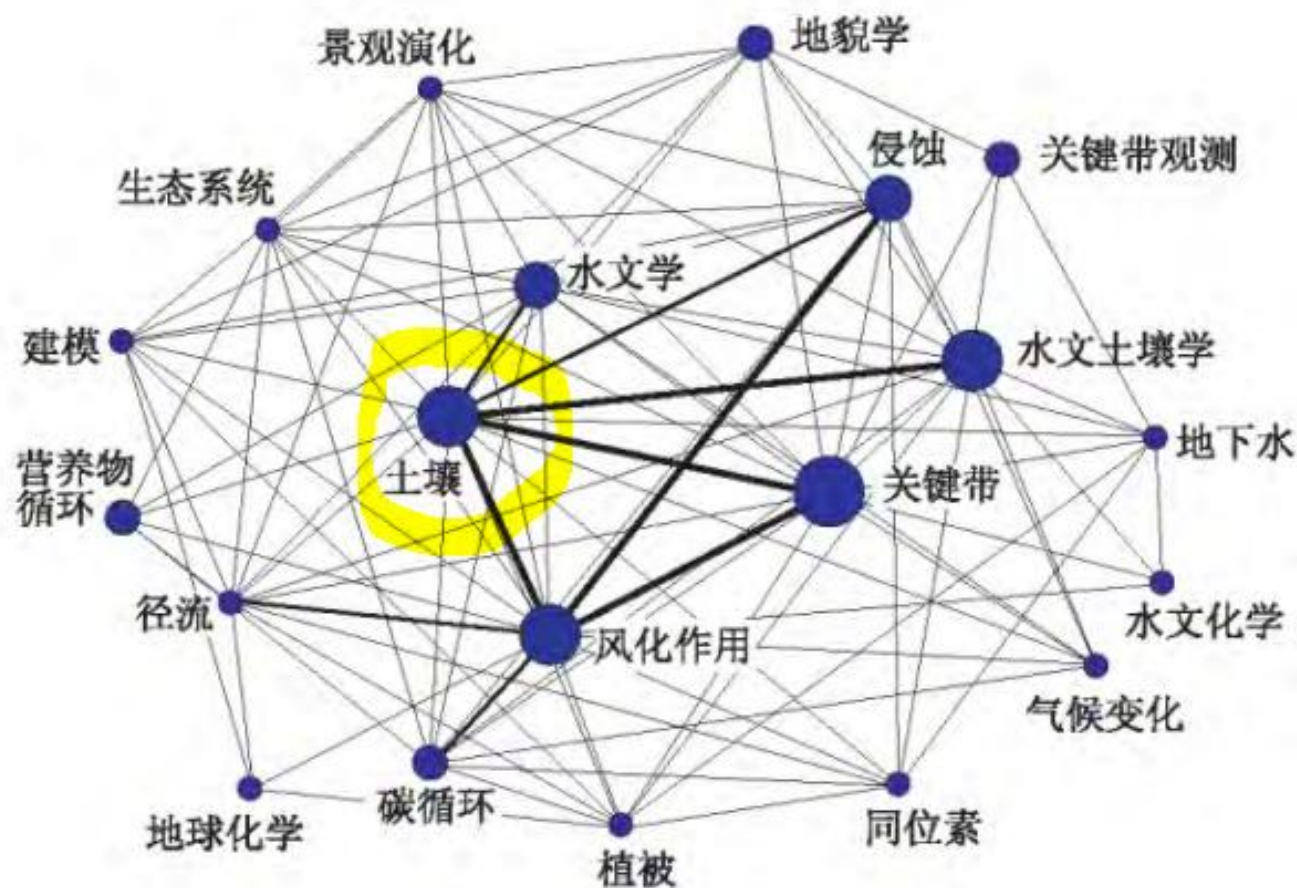 地貌学
景观演化
侵蚀
关键带观测
生态系统
水文学
建模
水文土壤学
地下水
营养物
循环
土壤
关键带
径流
水文化学
风化作用
气候变化
地球化学
碳循环
同位素
植被